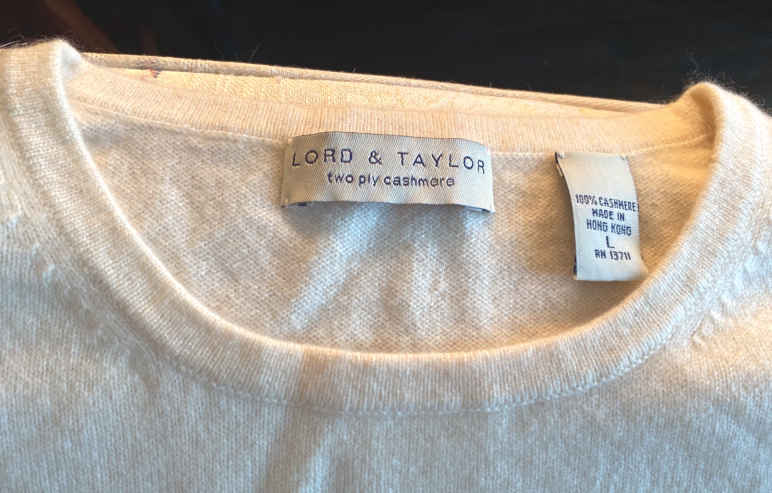 LORD & TAYLOR
two ply cashmere
100% CASHMERE
MADE IN
HONG KONG
L
RN 13711